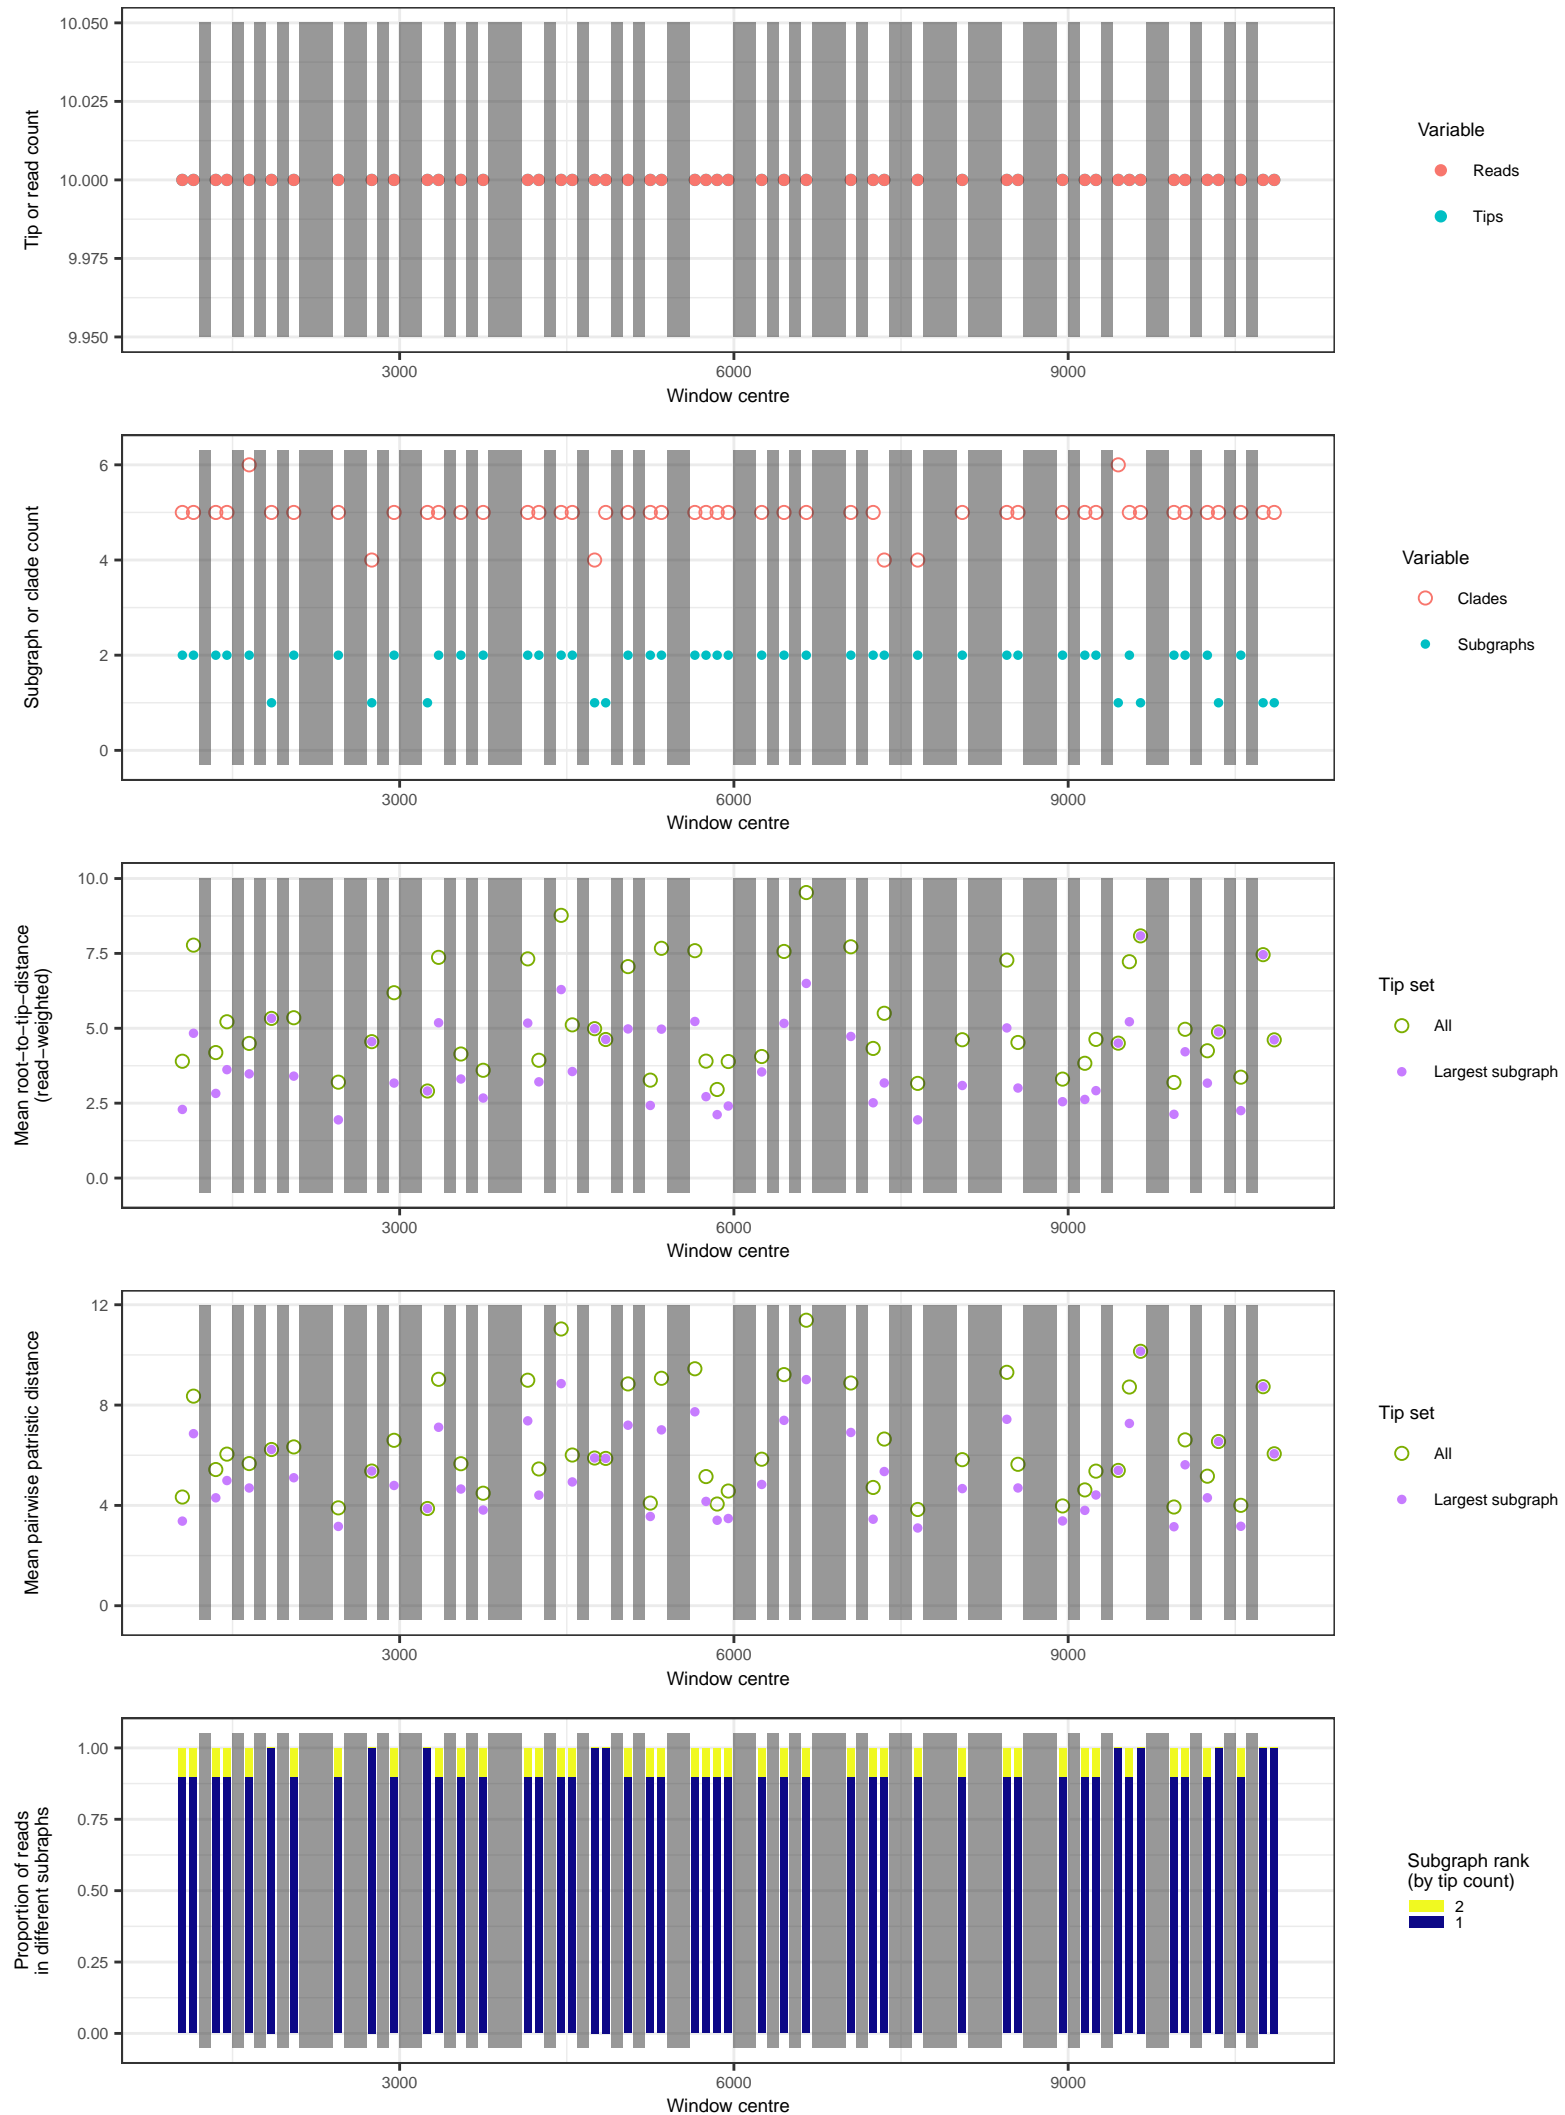 10.050
10.025
10.000
9.975
9.950
Tip or read count
3000
6000
9000
Window centre
Variable
Reads
Tips
6
4
2
0
Subgraph or clade count
3000
6000
9000
Window centre
Variable
Clades
Subgraphs
10.0
7.5
5.0
2.5
0.0
Mean root−to−tip−distance
(read−weighted)
3000
6000
9000
Window centre
Tip set
All
Largest subgraph
12
8
4
0
Mean pairwise patristic distance
3000
6000
9000
Window centre
Tip set
All
Largest subgraph
1.00
0.75
0.50
0.25
0.00
Proportion of reads
in different subraphs
3000
6000
9000
Window centre
Subgraph rank
(by tip count)
2
1